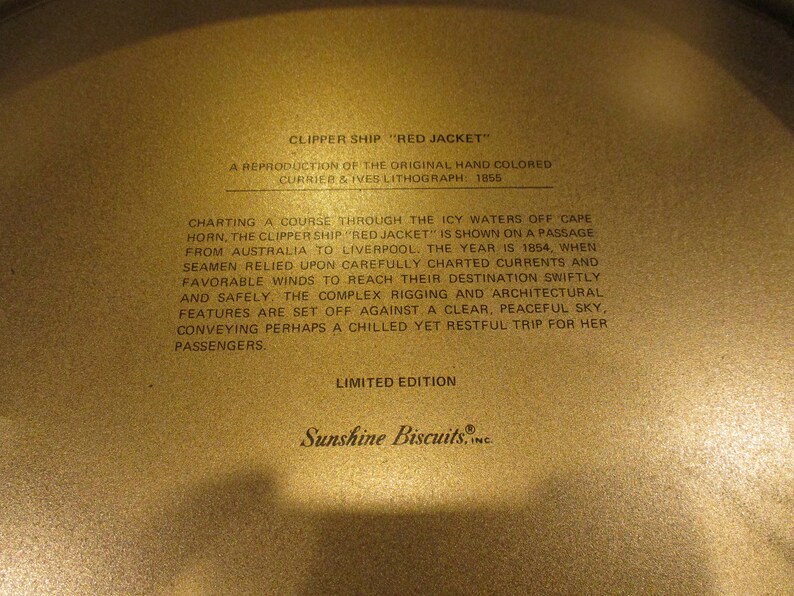 CLIPPER SHIP "RED JACKET"
A REPRODUCTION OF THE ORIGINAL HAND COLORED
CURRIER & IVES LITHOGRAPH: 1855
CHARTING A COURSE THROUGH THE ICY WATERS OFF CAPE
HORN, THE CLIPPER SHIP "RED JACKET" IS SHOWN ON A PASSAGE
FROM AUSTRALIA TO LIVERPOOL. THE YEAR IS 1854, WHEN
SEAMEN RELIED UPON CAREFULLY CHARTED CURRENTS AND
FAVORABLE WINDS TO REACH THEIR DESTINATION SWIFTLY
AND SAFELY. THE COMPLEX RIGGING AND ARCHITECTURAL
FEATURES ARE SET OFF AGAINST A CLEAR, PEACEFUL SKY,
CONVEYING PERHAPS A CHILLED YET RESTFUL TRIP FOR HER
PASSENGERS.
LIMITED EDITION
Sunshine Biscuits,® INC.